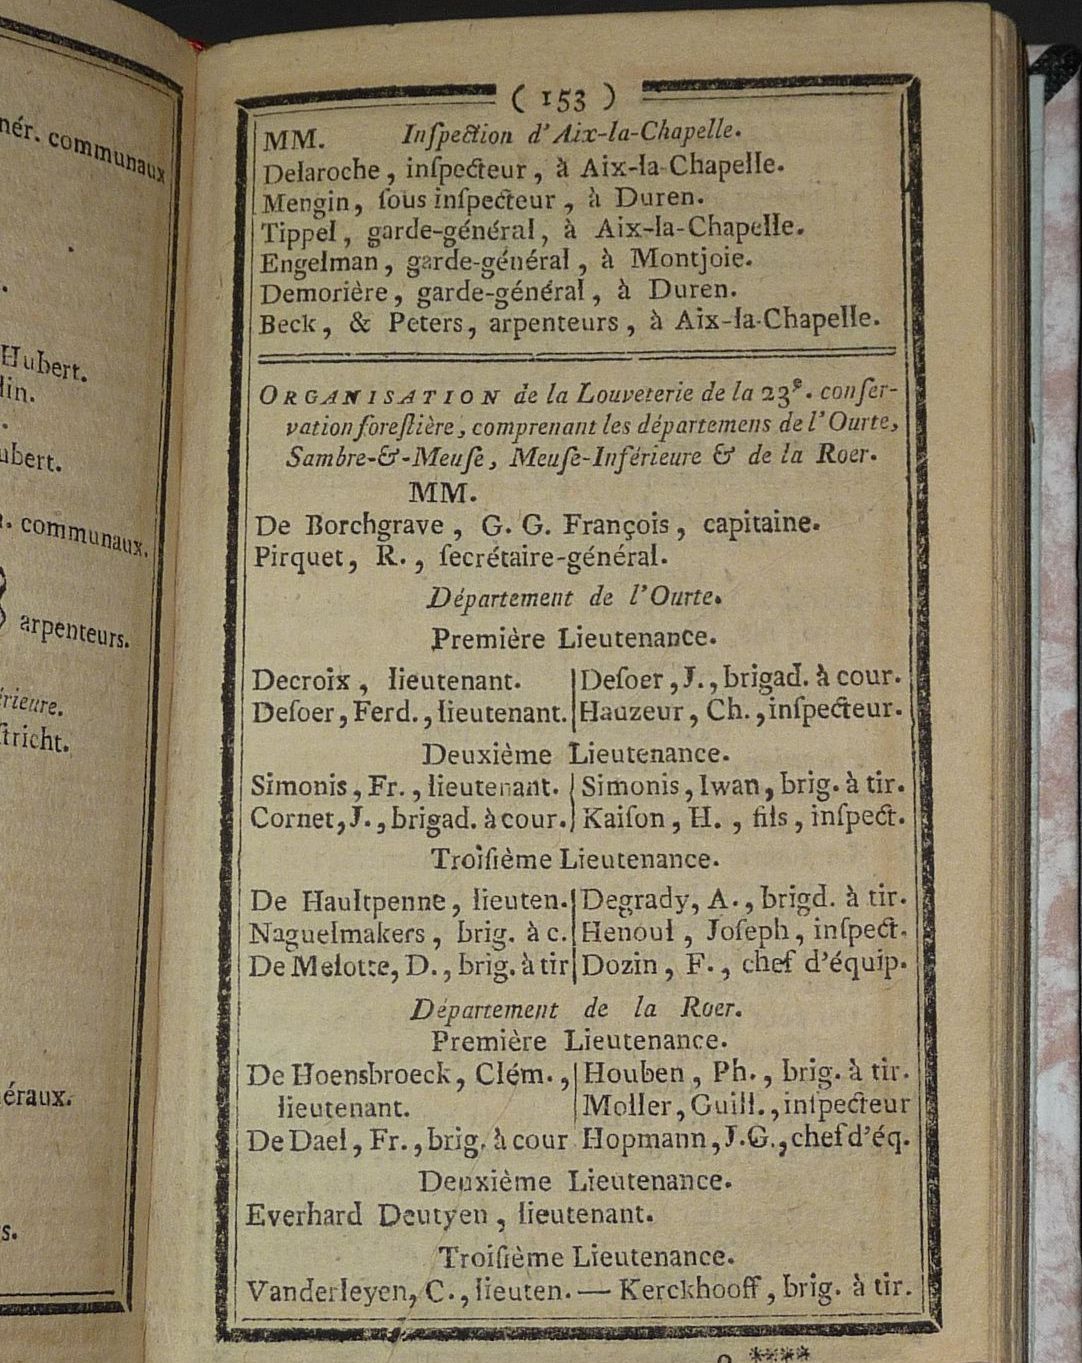 nér. communaux
Hubert.
lin.
ubert.
. communaux.
arpenteurs.
rieure.
ſtricht.
éraux.
s.
( 153 )
MM. Inſpection d'Aix-la-Chapelle.
Delaroche, inſpecteur, à Aix-la-Chapelle.
Mengin, ſous inſpecteur, à Duren.
Tippel, garde-général, à Aix-la-Chapelle.
Engelman, garde-général, à Montjoie.
Demorière, garde-général, à Duren.
Beck, & Peters, arpenteurs, à Aix-la-Chapelle.
ORGANISATION de la Louveterie de la 23e. conſer-
vation foreſtière, comprenant les départemens de l'Ourte,
Sambre-&-Meuſe, Meuſe-Inférieure & de la Roer.
MM.
De Borchgrave, G. G. François, capitaine.
Pirquet, R., ſecrétaire-général.
Département de l'Ourte.
Première Lieutenance.
Decroix, lieutenant. | Deſoer, J., brigad. à cour.
Deſoer, Ferd., lieutenant. | Hauzeur, Ch., inſpecteur.
Deuxième Lieutenance.
Simonis, Fr., lieutenant. | Simonis, Iwan, brig. à tir.
Cornet, J., brigad. à cour. | Kaiſon, H., fils, inſpect.
Troiſième Lieutenance.
De Haultpenne, lieuten. | Degrady, A., brigd. à tir.
Naguelmakers, brig. à c. | Henoul, Joſeph, inſpect.
De Melotte, D., brig. à tir | Dozin, F., chef d'équip.
Département de la Roer.
Première Lieutenance.
De Hoensbroeck, Clém., | Houben, Ph., brig. à tir.
lieutenant. | Moller, Guill., inſpecteur
De Dael, Fr., brig. à cour Hopmann, J.G., chef d'éq.
Deuxième Lieutenance.
Everhard Deutyen, lieutenant.
Troiſième Lieutenance.
Vanderleyen, C., lieuten. — Kerckhooff, brig. à tir.
****